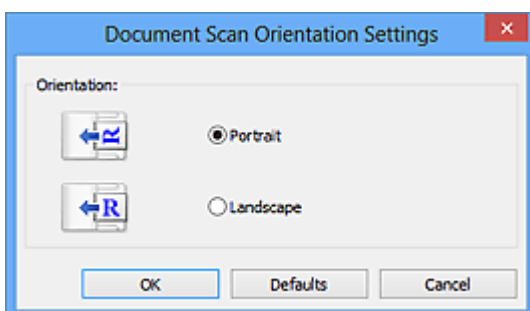 Document Scan Orientation Settings
Orientation:
R
Portrait
R
Landscape
OK
Defaults
Cancel